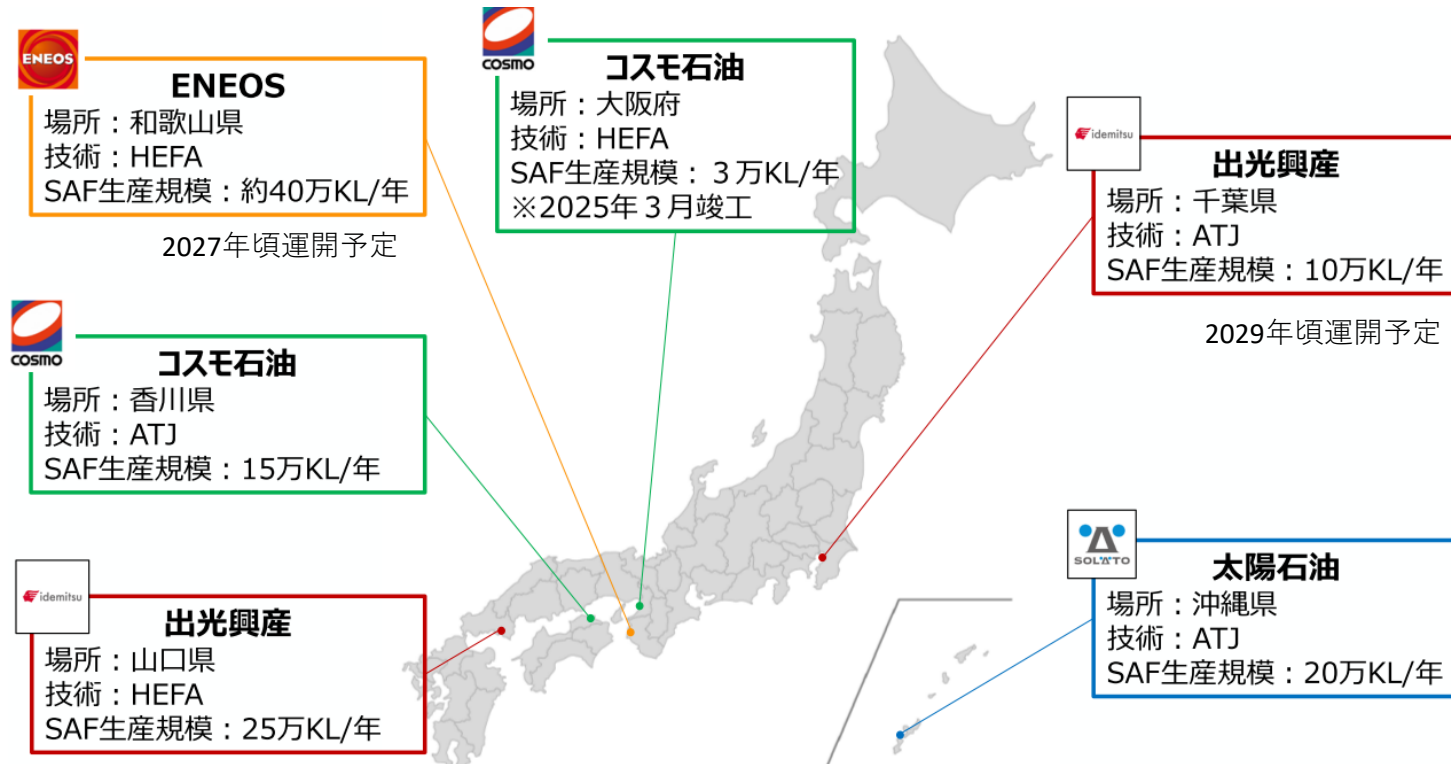 ENEOS
ENEOS
場所：和歌山県
技術：HEFA
SAF生産規模：約40万KL/年
2027年頃運開予定
COSMO
コスモ石油
場所：大阪府
技術：HEFA
SAF生産規模：３万KL/年
※2025年３月竣工
idemitsu
出光興産
場所：千葉県
技術：ATJ
SAF生産規模：10万KL/年
2029年頃運開予定
COSMO
コスモ石油
場所：香川県
技術：ATJ
SAF生産規模：15万KL/年
idemitsu
出光興産
場所：山口県
技術：HEFA
SAF生産規模：25万KL/年
SOLATO
太陽石油
場所：沖縄県
技術：ATJ
SAF生産規模：20万KL/年